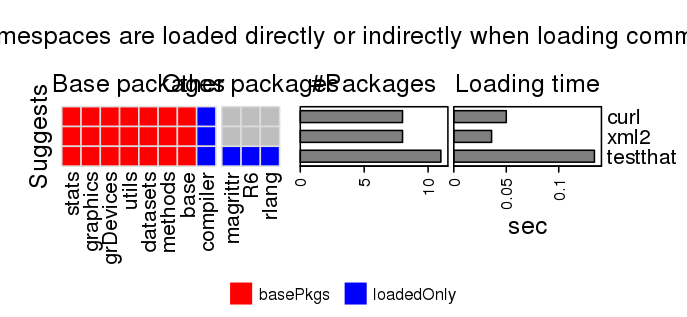 mespaces are loaded directly or indirectly when loading comm
Base packages
Other packages
#Packages
Loading time
Suggests
curl
xml2
testthat
0
5
10
0
0.05
0.1
sec
stats
graphics
grDevices
utils
datasets
methods
base
compiler
magrittr
R6
rlang
basePkgs
loadedOnly